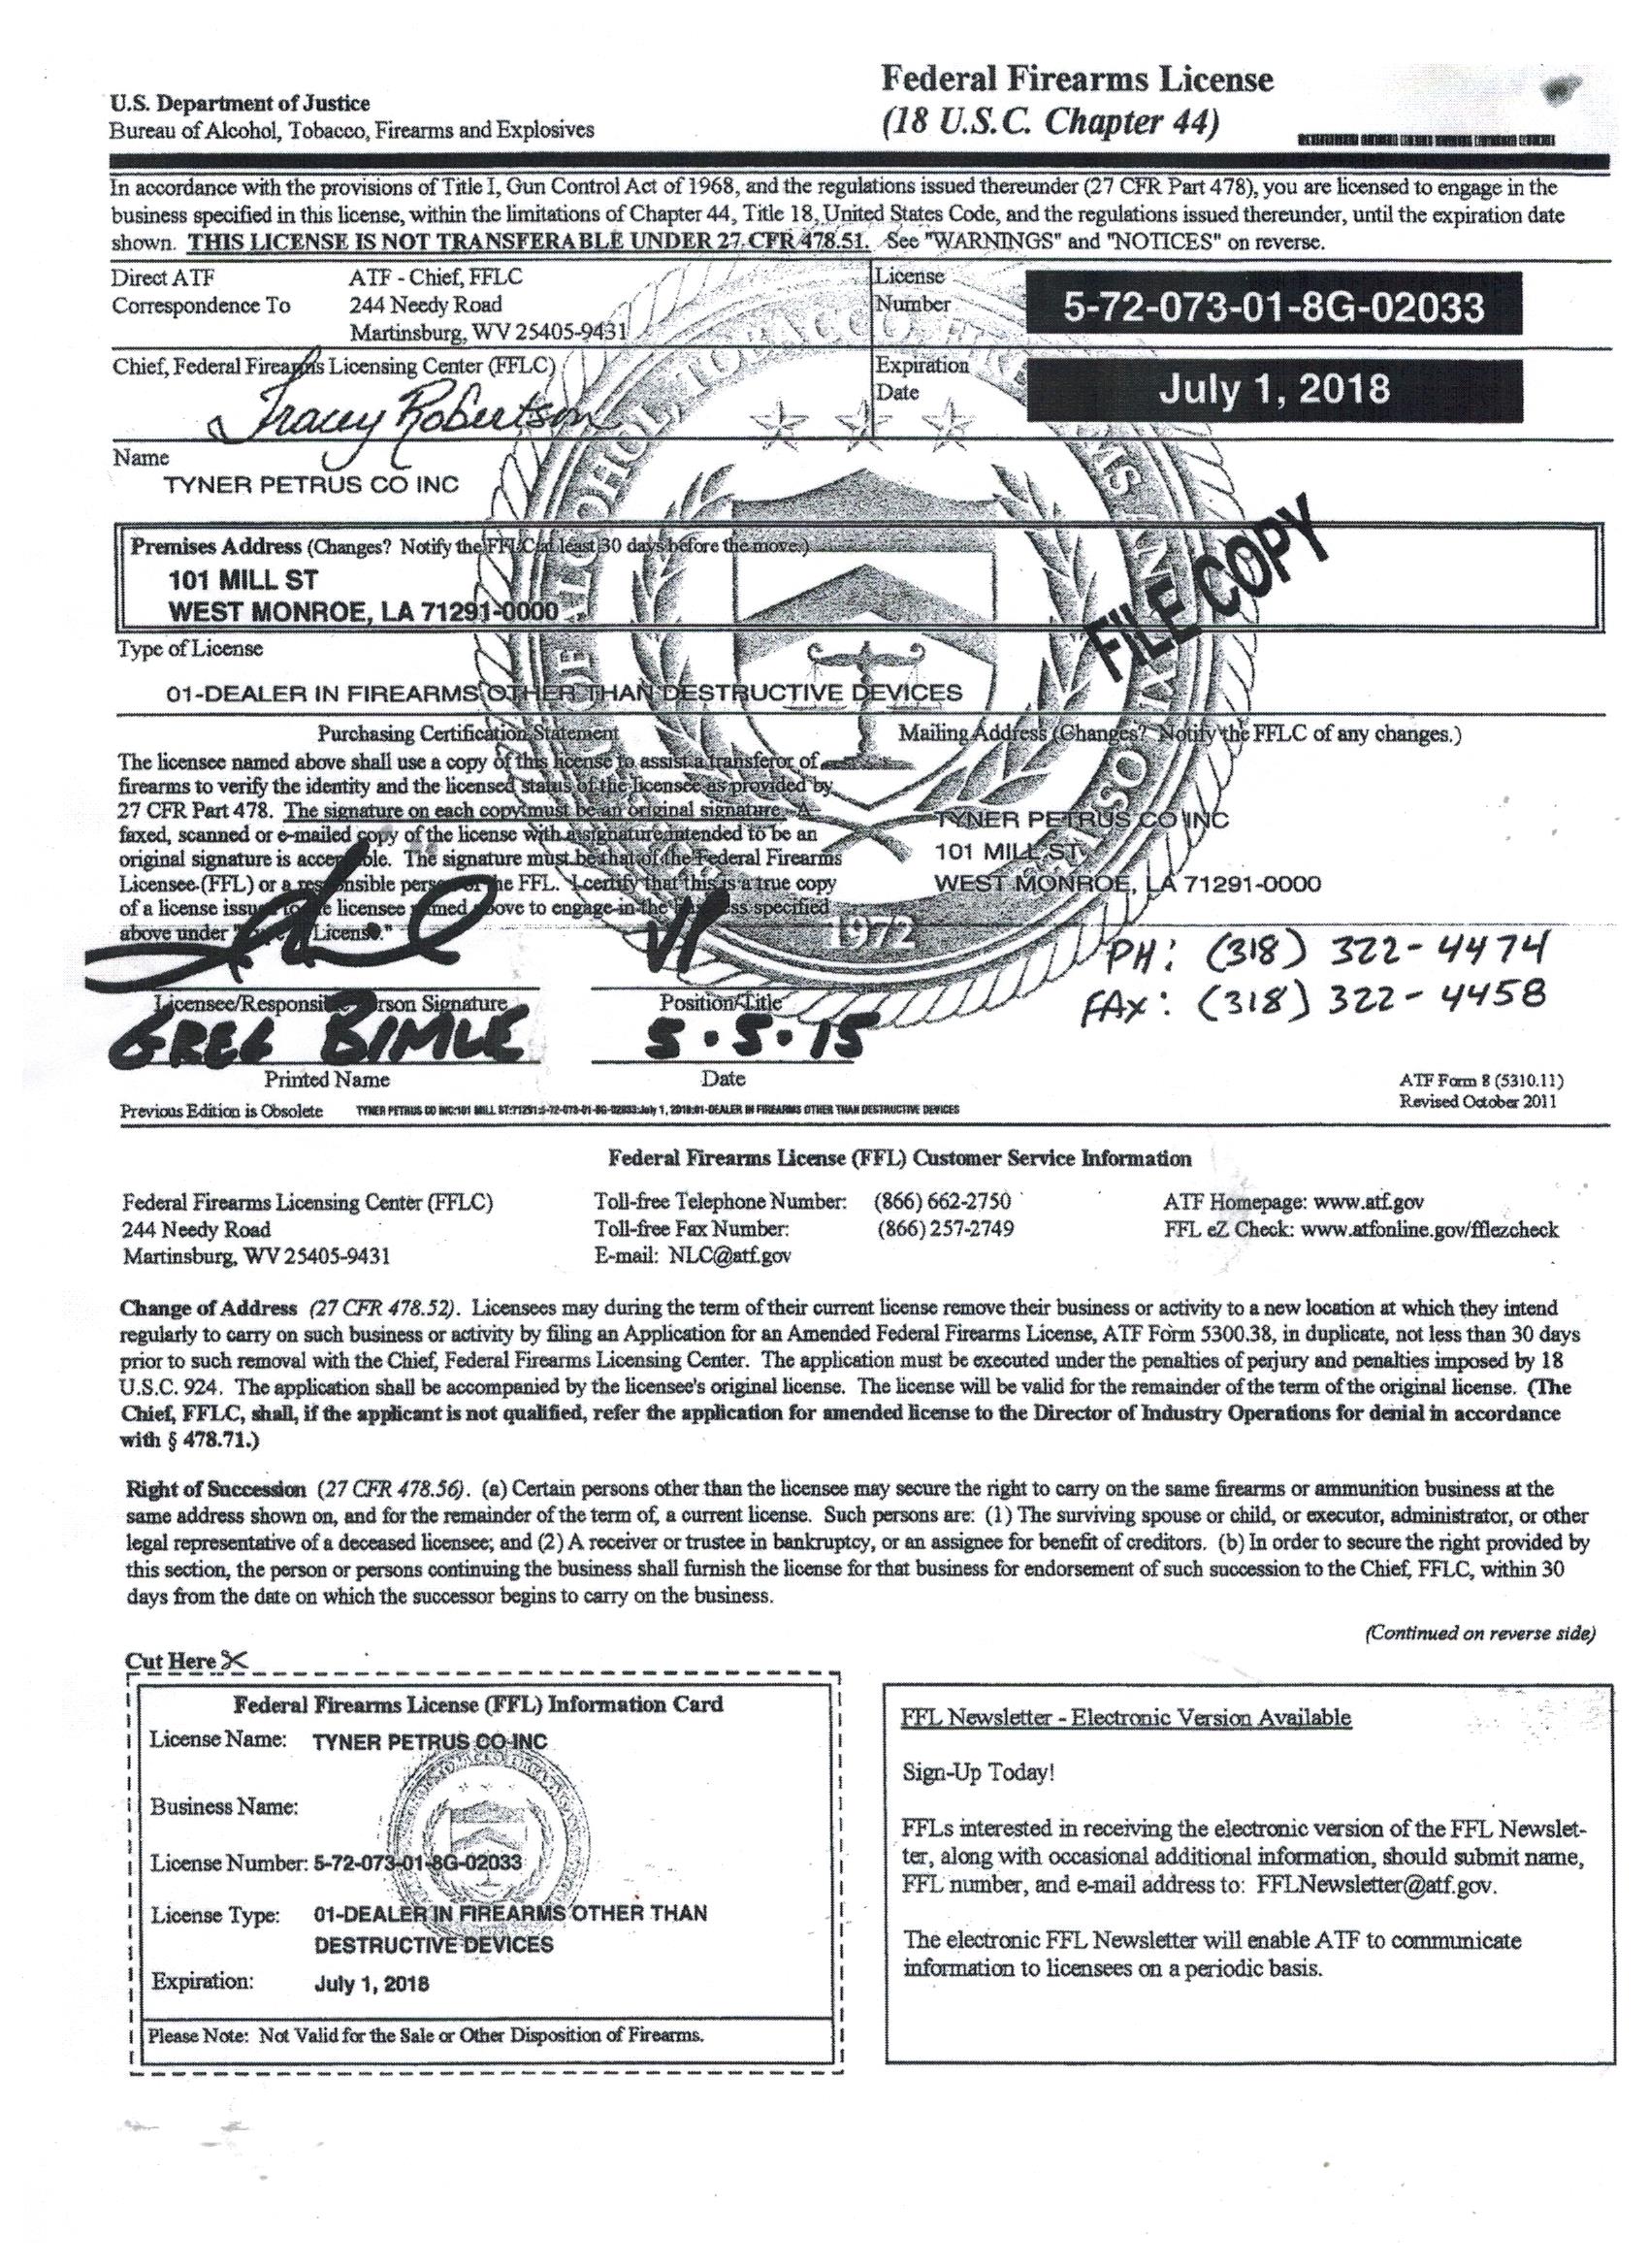 U.S. Department of Justice
Bureau of Alcohol, Tobacco, Firearms and Explosives
Federal Firearms License
(18 U.S.C. Chapter 44)
In accordance with the provisions of Title I, Gun Control Act of 1968, and the regulations issued thereunder (27 CFR Part 478), you are licensed to engage in the
business specified in this license, within the limitations of Chapter 44, Title 18, United States Code, and the regulations issued thereunder, until the expiration date
shown. THIS LICENSE IS NOT TRANSFERABLE UNDER 27 CFR 478.51. See "WARNINGS" and "NOTICES" on reverse.
Direct ATF
Correspondence To
ATF - Chief, FFLC
244 Needy Road
Martinsburg, WV 25405-9431
License
Number
5-72-073-01-8G-02033
Chief, Federal Firearms Licensing Center (FFLC)
Tracey Robertson
Expiration
Date
July 1, 2018
Name
TYNER PETRUS CO INC
Premises Address (Changes? Notify the FFLC at least 30 days before the move.)
101 MILL ST
WEST MONROE, LA 71291-0000
FILE COPY
Type of License
01-DEALER IN FIREARMS OTHER THAN DESTRUCTIVE DEVICES
Purchasing Certification Statement
The licensee named above shall use a copy of this license to assist a transferor of
firearms to verify the identity and the licensed status of the licensee as provided by
27 CFR Part 478. The signature on each copy must be an original signature. A
faxed, scanned or e-mailed copy of the license with a signature intended to be an
original signature is acceptable. The signature must be that of the Federal Firearms
Licensee (FFL) or a responsible person of the FFL. I certify that this is a true copy
of a license issued to the licensee named above to engage in the business specified
above under "Type of License."
Mailing Address (Changes? Notify the FFLC of any changes.)
TYNER PETRUS CO INC
101 MILL ST
WEST MONROE, LA 71291-0000
1972
VP
PH: (318) 322-4474
FAX: (318) 322-4458
Licensee/Responsible Person Signature
Position/Title
GREG BIMLE
5.5.15
Printed Name
Date
ATF Form 8 (5310.11)
Revised October 2011
Previous Edition is Obsolete
TYNER PETRUS CO INC:101 MILL ST:71291:5-72-073-01-8G-02033:July 1, 2018:01-DEALER IN FIREARMS OTHER THAN DESTRUCTIVE DEVICES
Federal Firearms License (FFL) Customer Service Information
Federal Firearms Licensing Center (FFLC)
244 Needy Road
Martinsburg, WV 25405-9431
Toll-free Telephone Number: (866) 662-2750
Toll-free Fax Number: (866) 257-2749
E-mail: NLC@atf.gov
ATF Homepage: www.atf.gov
FFL eZ Check: www.atfonline.gov/fflezcheck
Change of Address (27 CFR 478.52). Licensees may during the term of their current license remove their business or activity to a new location at which they intend
regularly to carry on such business or activity by filing an Application for an Amended Federal Firearms License, ATF Form 5300.38, in duplicate, not less than 30 days
prior to such removal with the Chief, Federal Firearms Licensing Center. The application must be executed under the penalties of perjury and penalties imposed by 18
U.S.C. 924. The application shall be accompanied by the licensee's original license. The license will be valid for the remainder of the term of the original license. (The
Chief, FFLC, shall, if the applicant is not qualified, refer the application for amended license to the Director of Industry Operations for denial in accordance
with § 478.71.)
Right of Succession (27 CFR 478.56). (a) Certain persons other than the licensee may secure the right to carry on the same firearms or ammunition business at the
same address shown on, and for the remainder of the term of, a current license. Such persons are: (1) The surviving spouse or child, or executor, administrator, or other
legal representative of a deceased licensee; and (2) A receiver or trustee in bankruptcy, or an assignee for benefit of creditors. (b) In order to secure the right provided by
this section, the person or persons continuing the business shall furnish the license for that business for endorsement of such succession to the Chief, FFLC, within 30
days from the date on which the successor begins to carry on the business.
(Continued on reverse side)
Cut Here
Federal Firearms License (FFL) Information Card
License Name: TYNER PETRUS CO INC
Business Name:
License Number: 5-72-073-01-8G-02033
License Type: 01-DEALER IN FIREARMS OTHER THAN
DESTRUCTIVE DEVICES
Expiration: July 1, 2018
Please Note: Not Valid for the Sale or Other Disposition of Firearms.
FFL Newsletter - Electronic Version Available
Sign-Up Today!
FFLs interested in receiving the electronic version of the FFL Newslet-
ter, along with occasional additional information, should submit name,
FFL number, and e-mail address to: FFLNewsletter@atf.gov.
The electronic FFL Newsletter will enable ATF to communicate
information to licensees on a periodic basis.